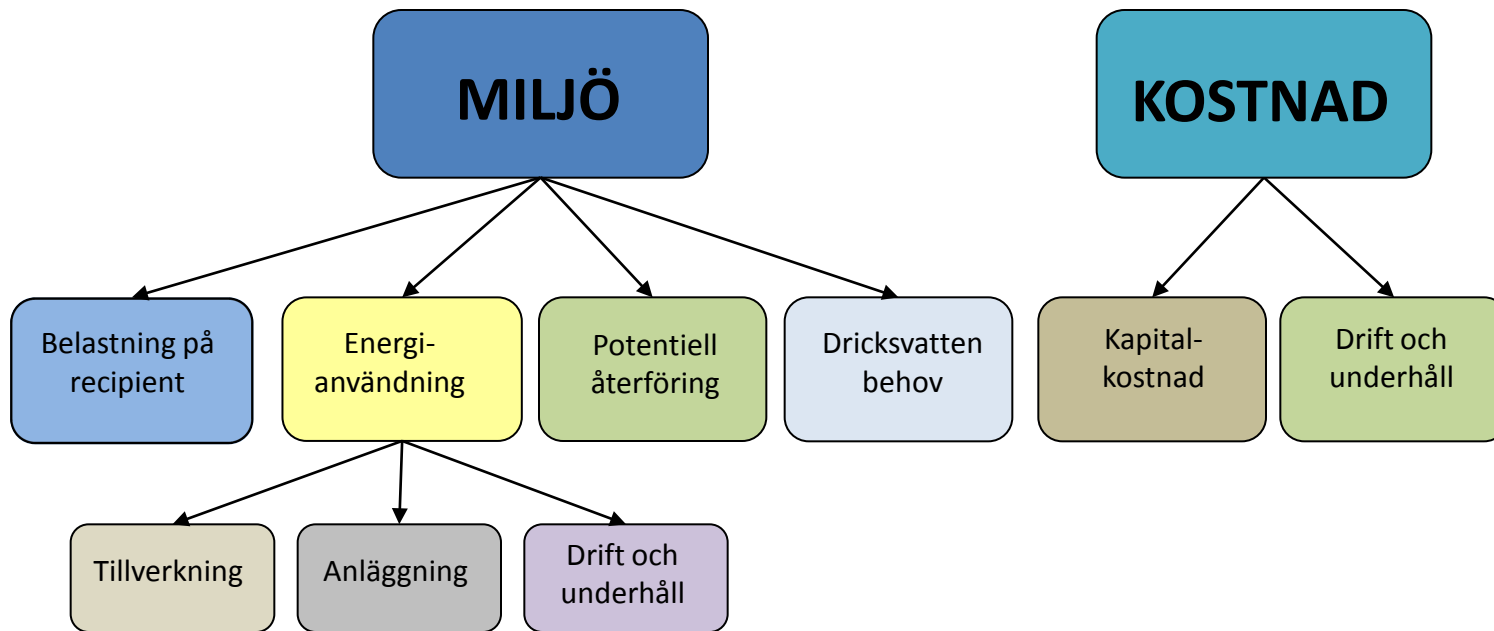 MILJÖ
KOSTNAD
Belastning på
recipient
Energi-
användning
Potentiell
återföring
Dricksvatten
behov
Kapital-
kostnad
Drift och
underhåll
Tillverkning
Anläggning
Drift och
underhåll